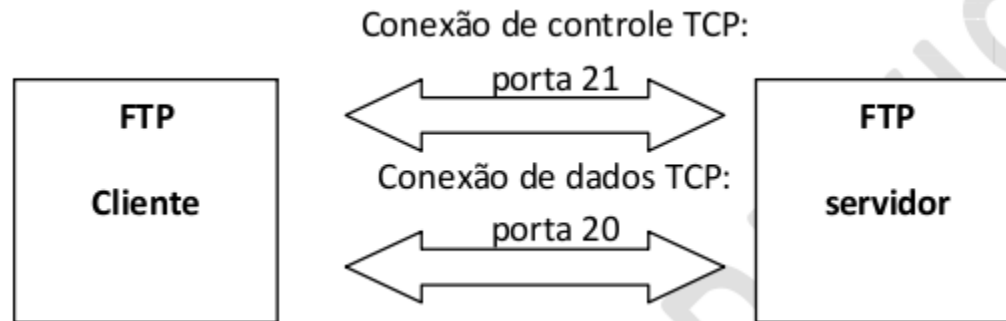 Conexão de controle TCP:
porta 21
FTP
Cliente
FTP
servidor
Conexão de dados TCP:
porta 20